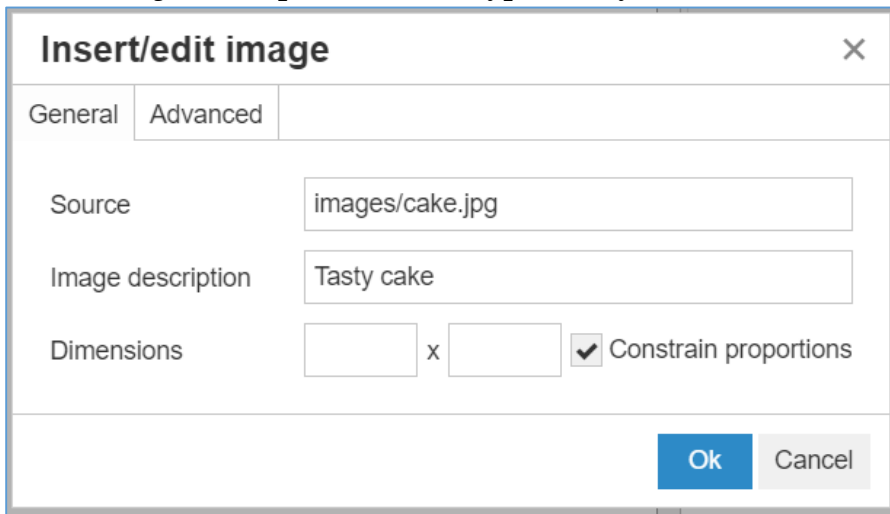 Insert/edit image ×
General Advanced
Source images/cake.jpg
Image description Tasty cake
Dimensions x Constrain proportions
Ok Cancel